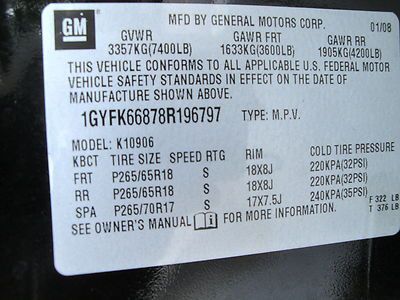 GM MFD BY GENERAL MOTORS CORP. 01/08
GVWR GAWR FRT GAWR RR
3357KG(7400LB) 1633KG(3600LB) 1905KG(4200LB)
THIS VEHICLE CONFORMS TO ALL APPLICABLE U.S. FEDERAL MOTOR
VEHICLE SAFETY STANDARDS IN EFFECT ON THE DATE OF
MANUFACTURE SHOWN ABOVE.
1GYFK66878R196797 TYPE: M.P.V.
MODEL: K10906
KBCT TIRE SIZE SPEED RTG RIM COLD TIRE PRESSURE
FRT P265/65R18 S 18X8J 220KPA(32PSI)
RR P265/65R18 S 18X8J 220KPA(32PSI)
SPA P265/70R17 S 17X7.5J 240KPA(35PSI)
F 322 LB
T 376 LB
SEE OWNER'S MANUAL FOR MORE INFORMATION.